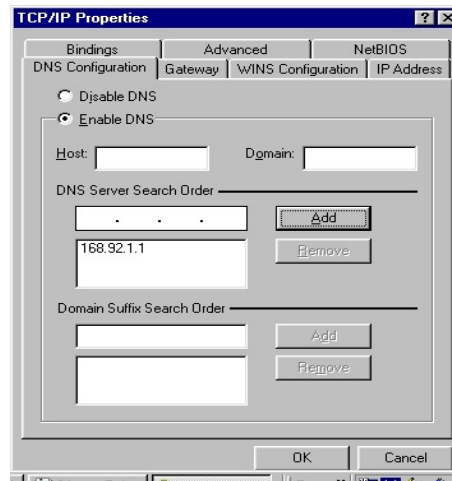 TCP/IP Properties
? X
Bindings Advanced NetBIOS
DNS Configuration Gateway WINS Configuration IP Address
Disable DNS
Enable DNS
Host: Domain:
DNS Server Search Order
. . . Add
168.92.1.1 Remove
Domain Suffix Search Order
Add
Remove
OK Cancel